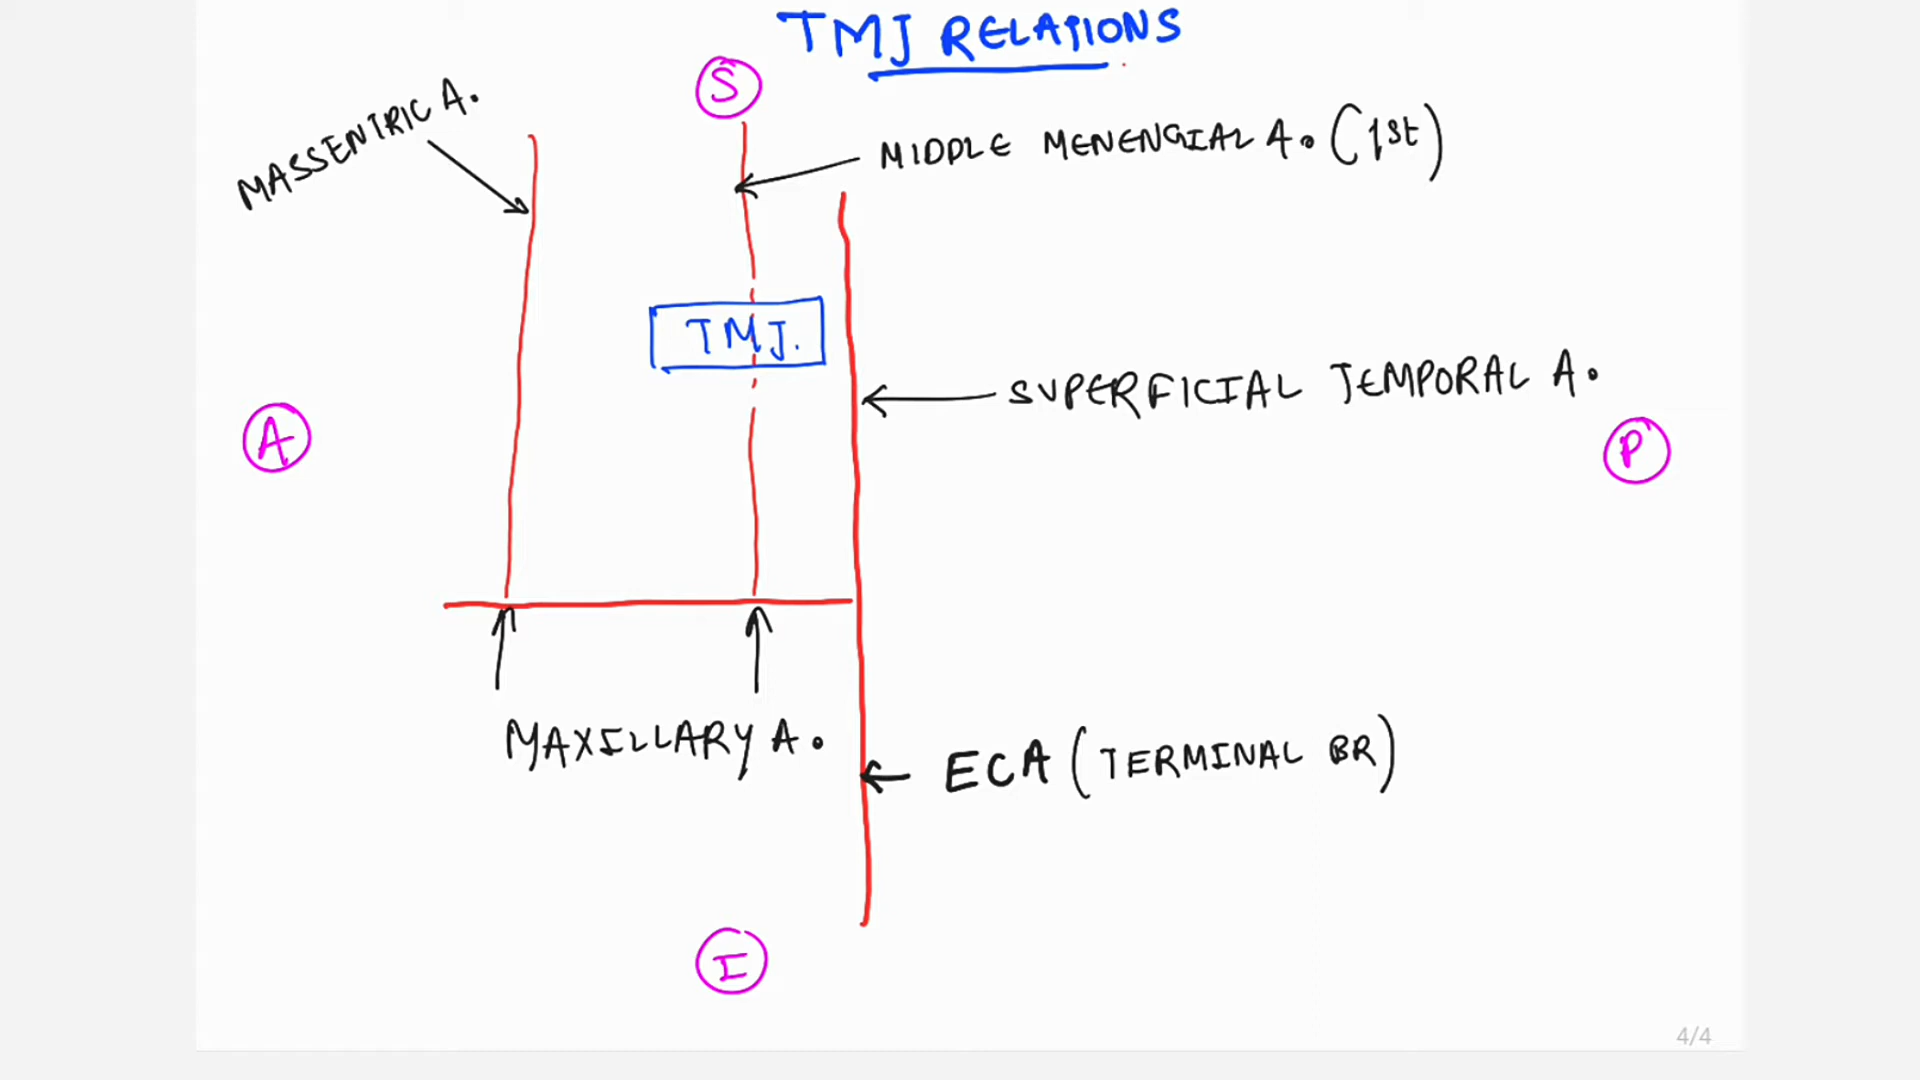 TMJ RELATIONS
S
MASSENTRIC A.
MIDDLE MENENGIAL A. (1st)
TMJ.
SUPERFICIAL TEMPORAL A.
A
P
MAXILLARY A.
ECA (TERMINAL BR)
I
4/4